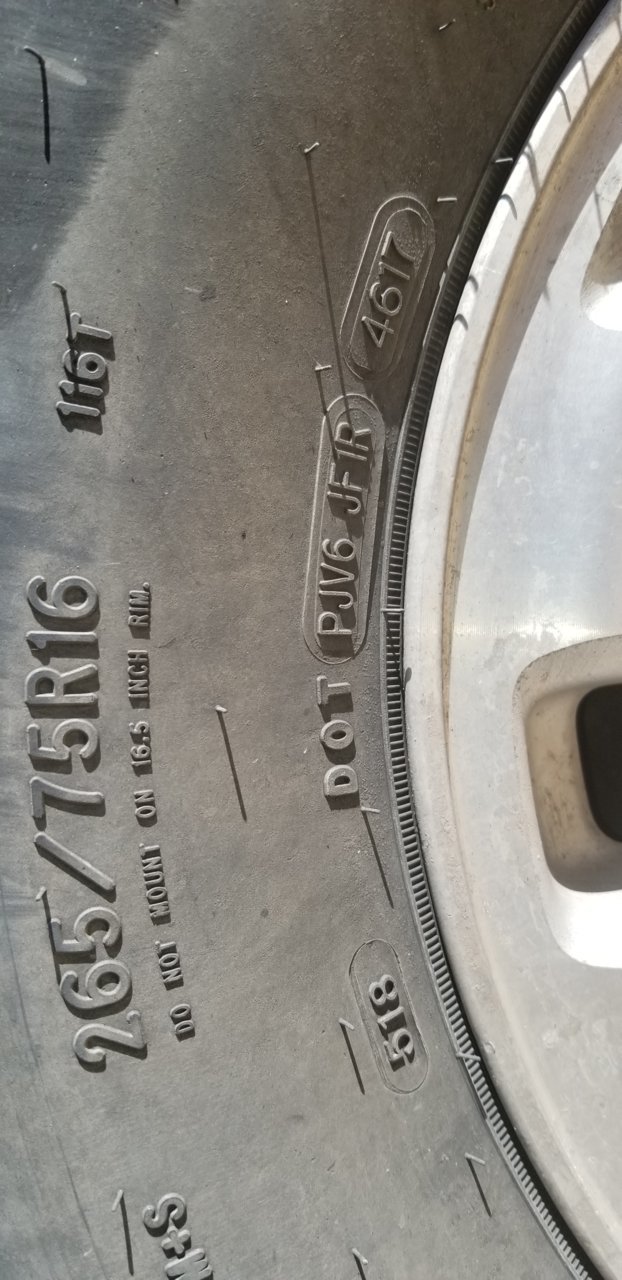 116T
265/75R16
DO NOT MOUNT ON 16.5 INCH RIM.
M+S
DOT PJV6 JF1R 4617
518